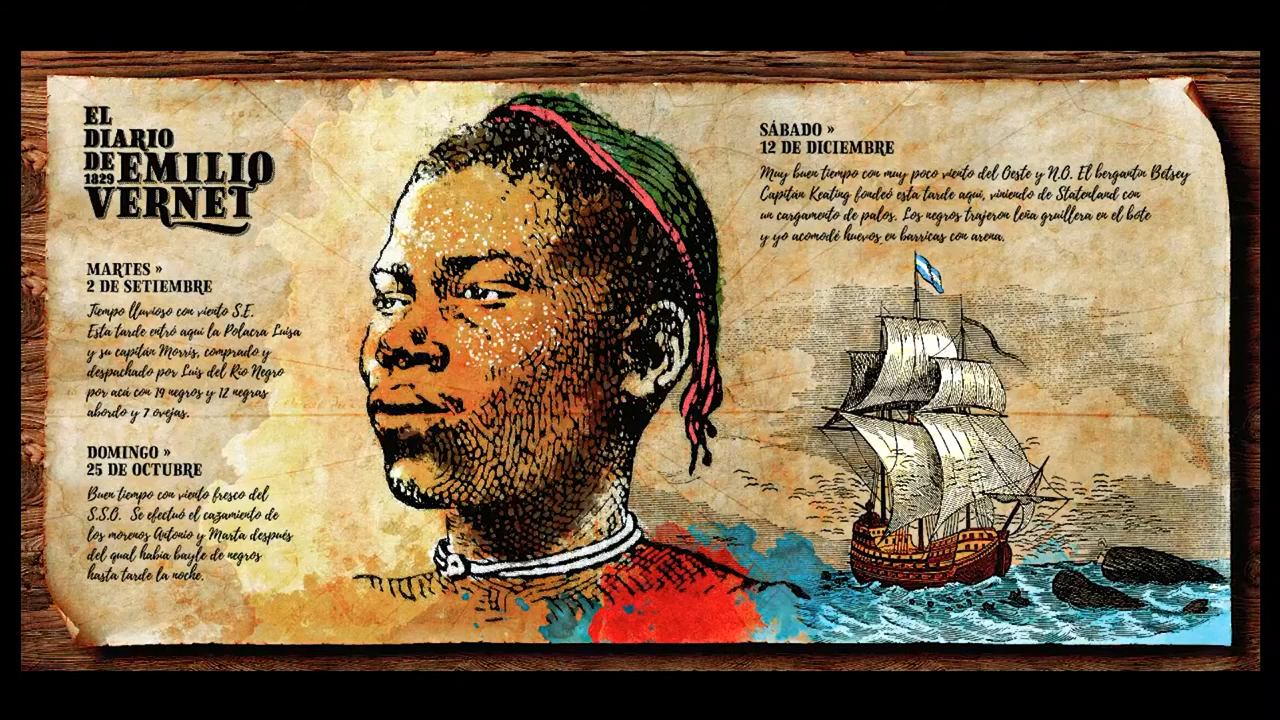 EL
DIARIO
DE EMILIO
1829 VERNET
MARTES »
2 DE SETIEMBRE
Tiempo lluvioso con viento S.E.
Esta tarde entró aquí la Polacra Luisa
y su capitán Morris, comprado y
despachado por Luis del Río Negro
por acá con 19 negros y 12 negras
abordo y 7 ovejas.
DOMINGO »
25 DE OCTUBRE
Buen tiempo con viento fresco del
S.S.O. Se efectuó el cazamiento de
los morenos Antonio y Marta después
del qual había bayle de negros
hasta tarde la noche.
SÁBADO »
12 DE DICIEMBRE
Muy buen tiempo con muy poco viento del Oeste y N.O. El bergantín Betsey
Capitán Keating fondeó esta tarde aquí, viniendo de Statenland con
un cargamento de palos. Los negros trajeron leña gruillera en el bote
y yo acomodé huevos en barricas con arena.